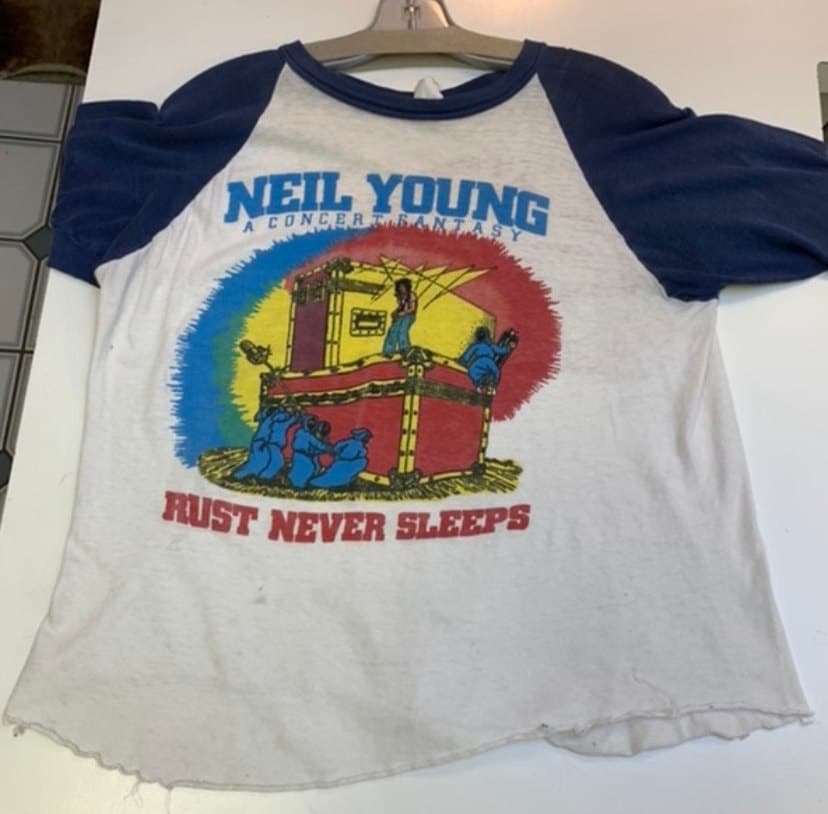 NEIL YOUNG
A CONCERT FANTASY
RUST NEVER SLEEPS